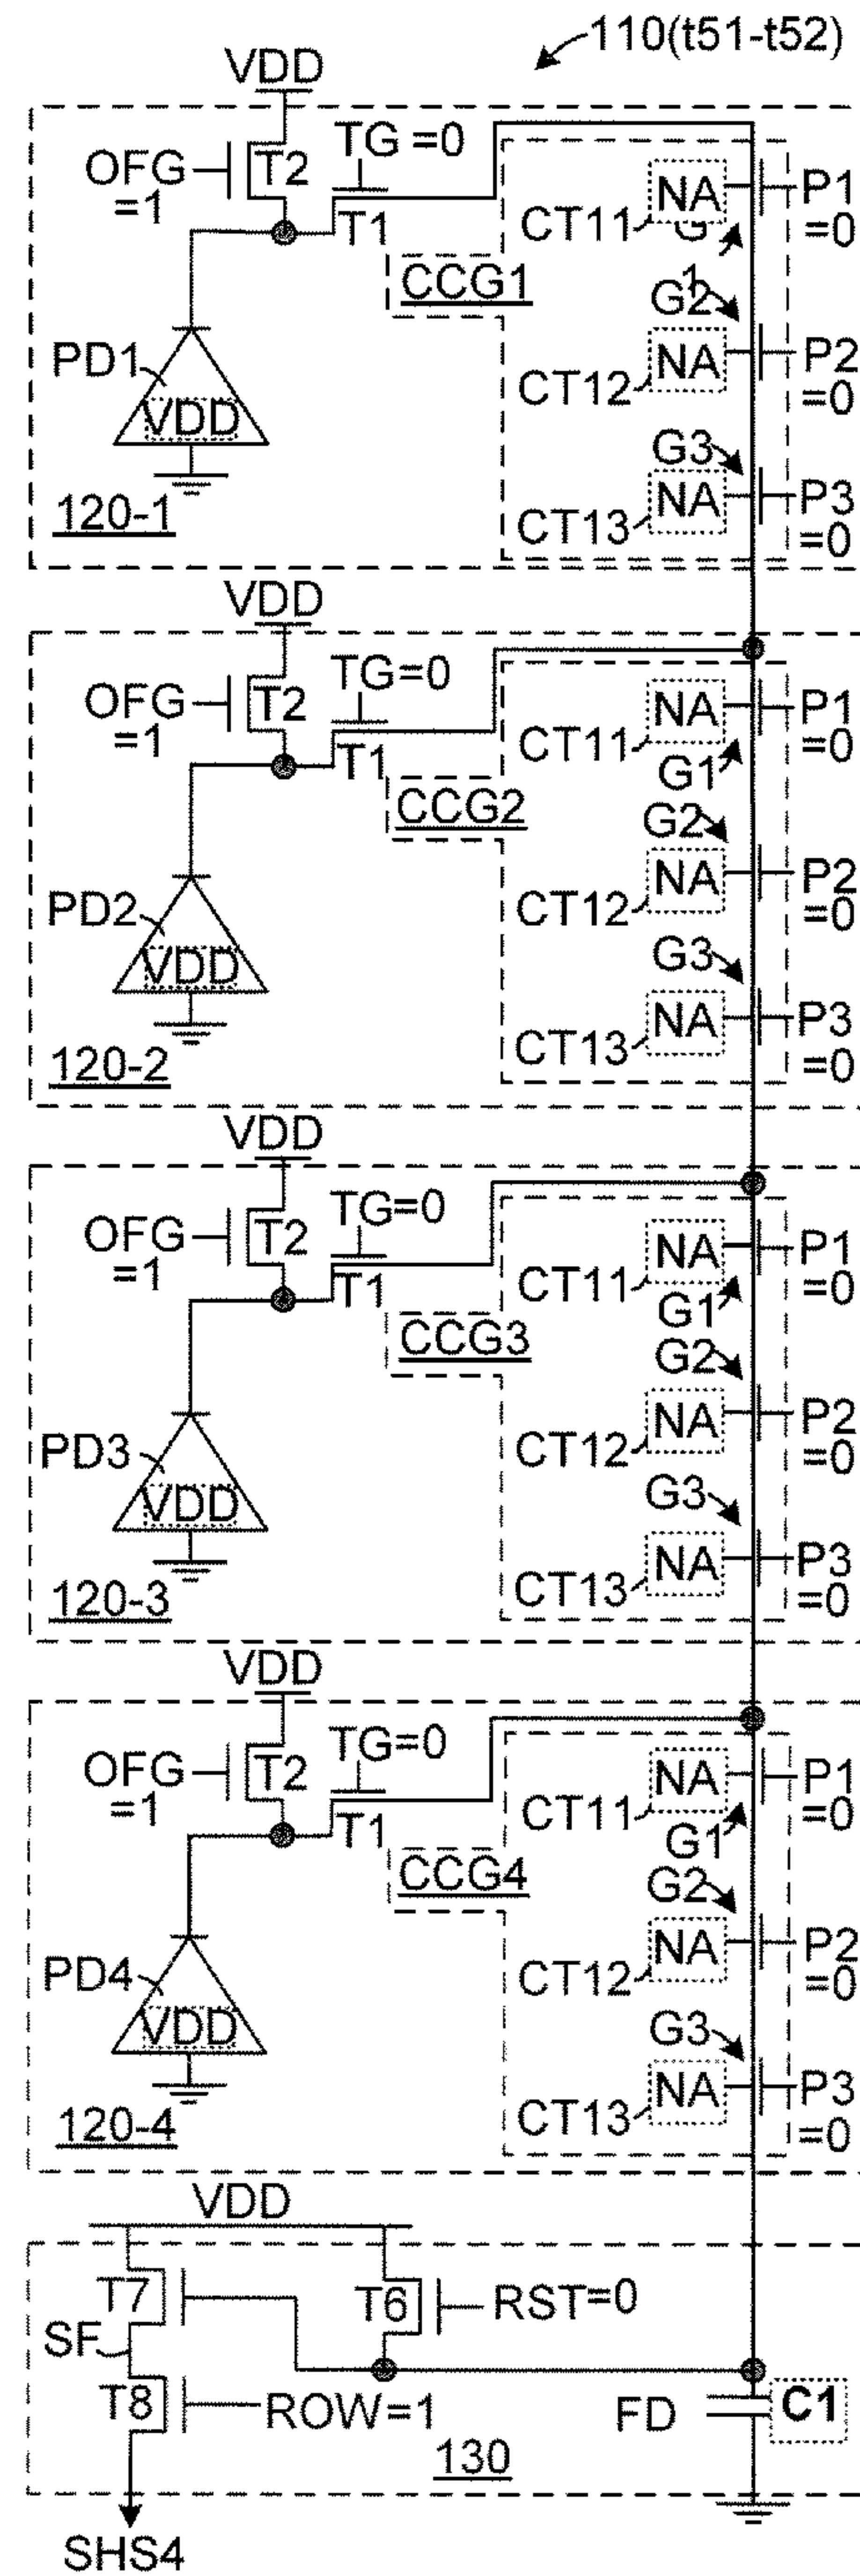 110(t51-t52)
VDD
OFG
=1
T2
TG =0
T1
CCG1
CT11
NA
G
1
P1
=0
G2
CT12
NA
P2
=0
G3
CT13
NA
P3
=0
PD1
VDD
120-1
VDD
OFG
=1
T2
TG=0
T1
CCG2
CT11
NA
G1
P1
=0
G2
CT12
NA
P2
=0
G3
CT13
NA
P3
=0
PD2
VDD
120-2
VDD
OFG
=1
T2
TG=0
T1
CCG3
CT11
NA
G1
P1
=0
G2
CT12
NA
P2
=0
G3
CT13
NA
P3
=0
PD3
VDD
120-3
VDD
OFG
=1
T2
TG=0
T1
CCG4
CT11
NA
G1
P1
=0
G2
CT12
NA
P2
=0
G3
CT13
NA
P3
=0
PD4
VDD
120-4
VDD
T7
T6
RST=0
SF
T8
ROW=1
FD
C1
130
SHS4